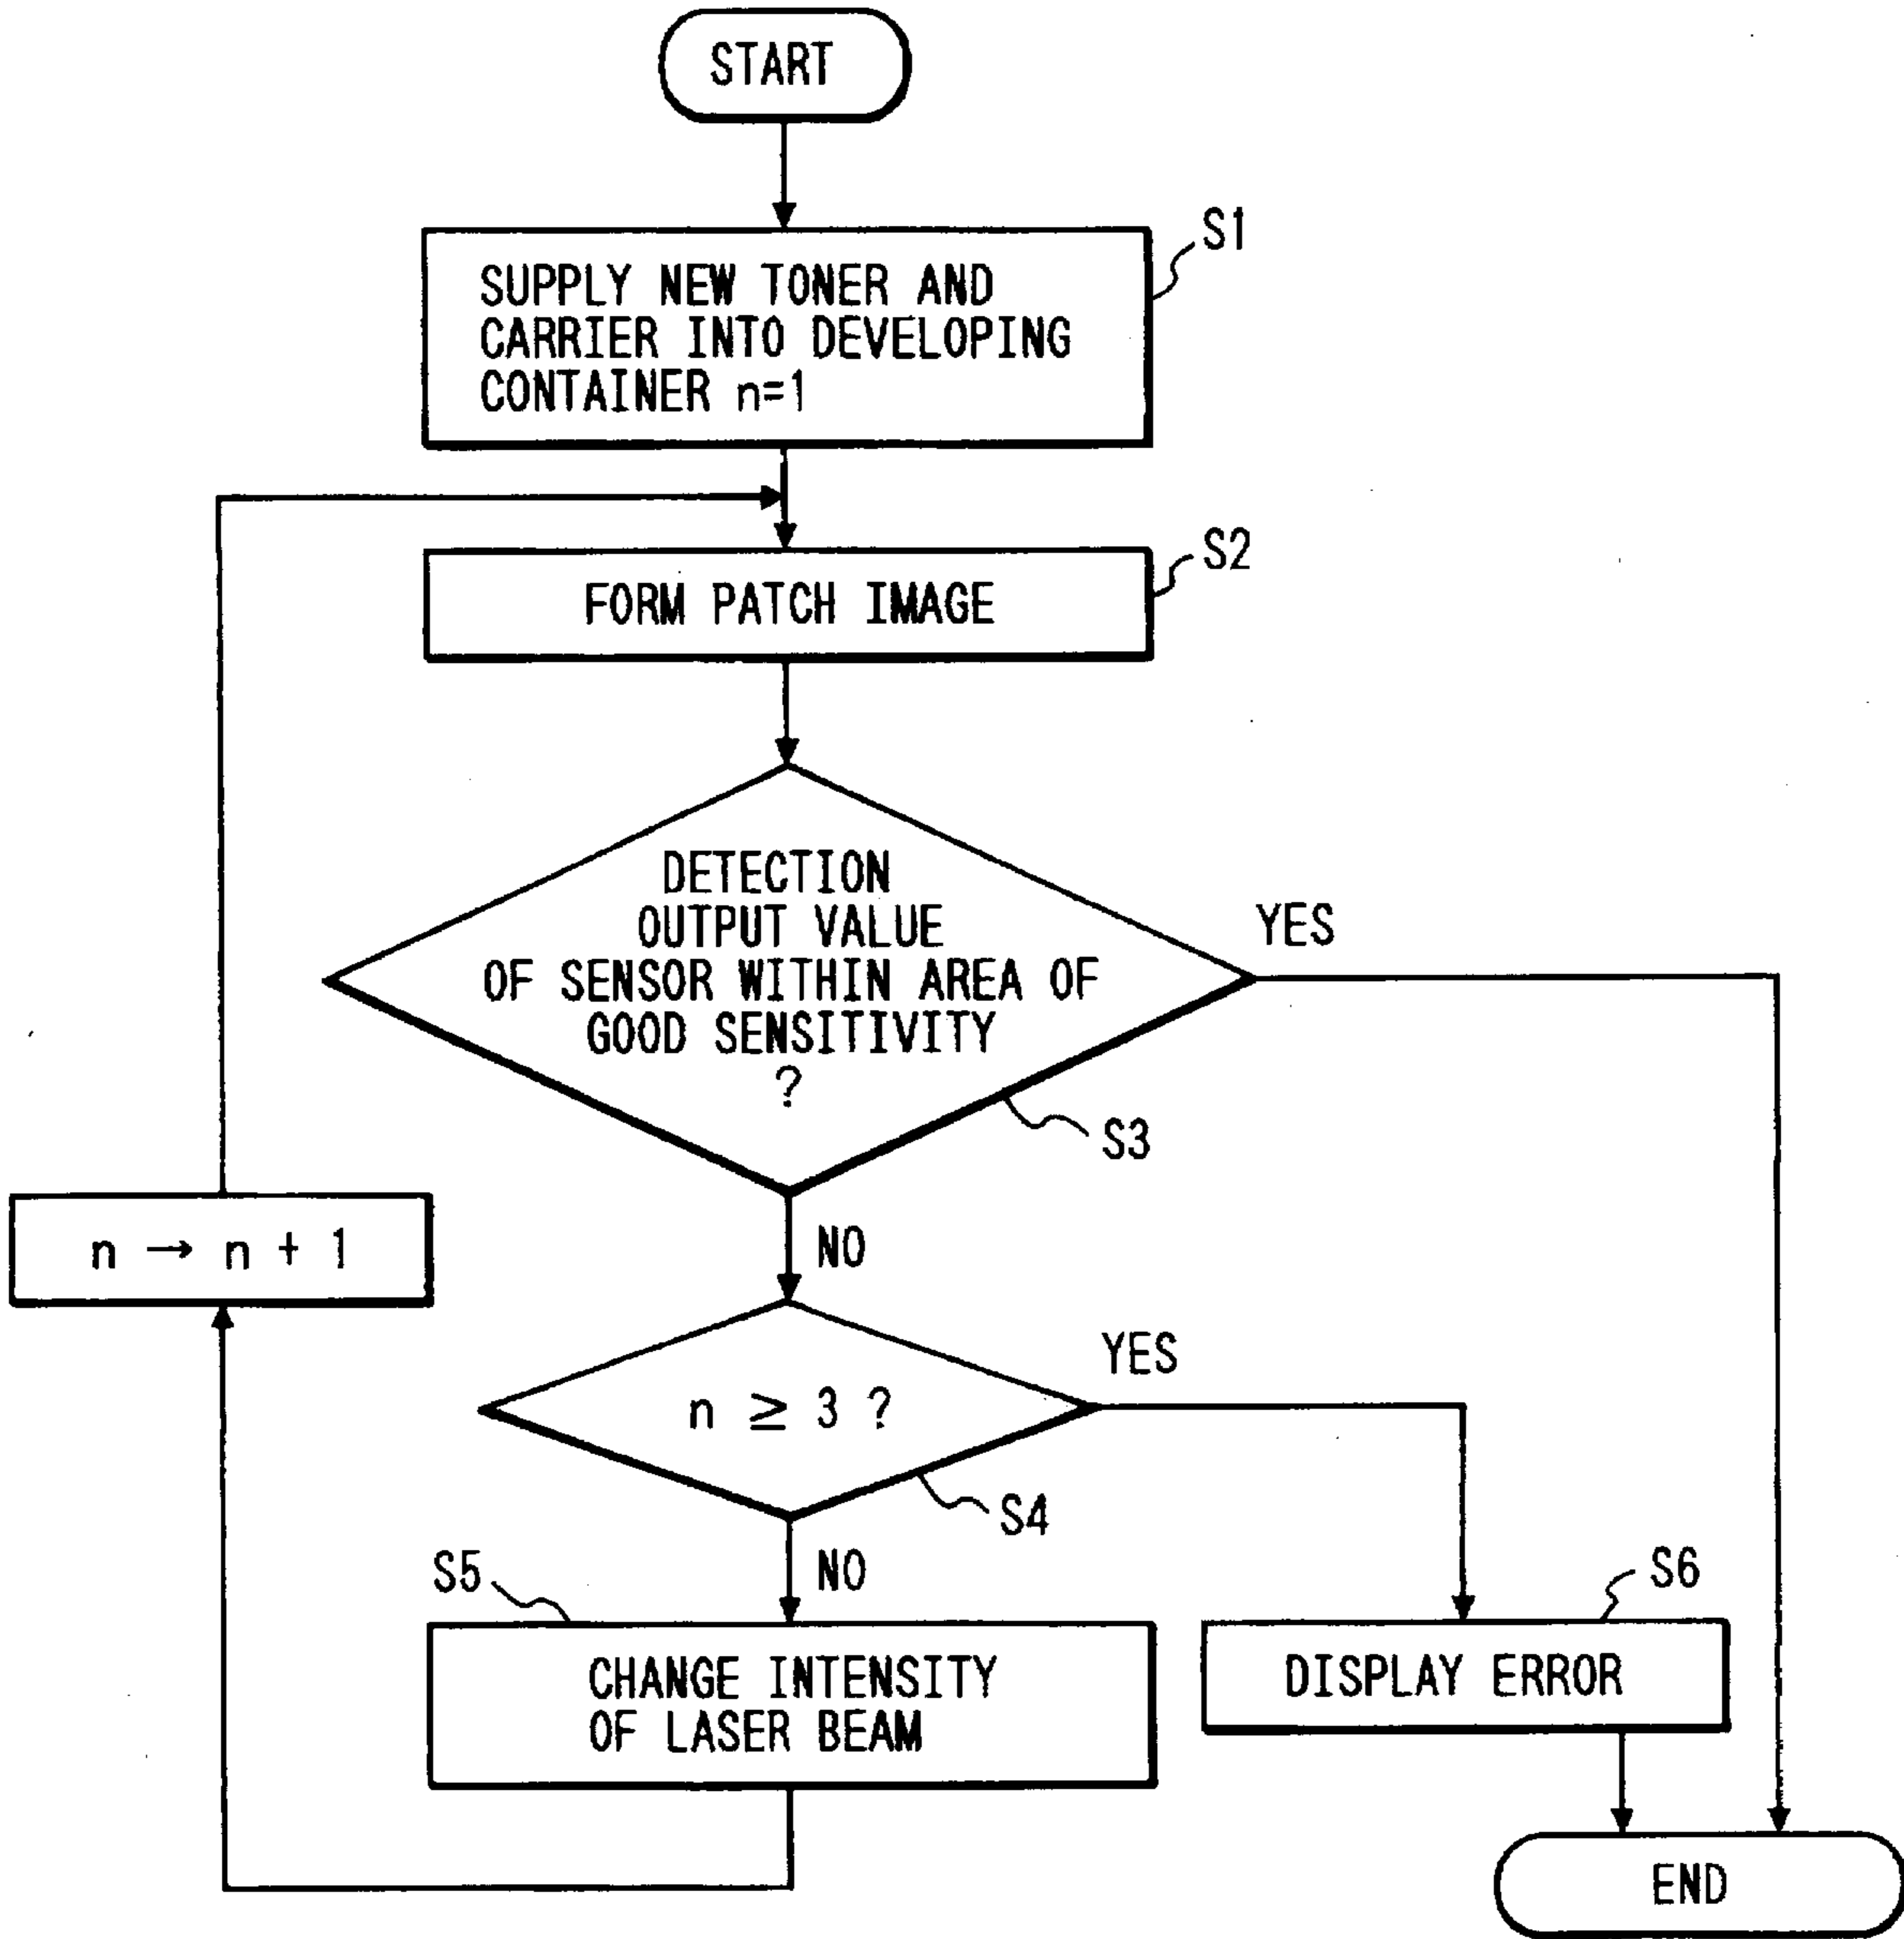 START
S1
SUPPLY NEW TONER AND
CARRIER INTO DEVELOPING
CONTAINER n=1
S2
FORM PATCH IMAGE
DETECTION
OUTPUT VALUE
OF SENSOR WITHIN AREA OF
GOOD SENSITIVITY
?
YES
S3
NO
n → n + 1
n ≥ 3 ?
YES
S4
NO
S5
CHANGE INTENSITY
OF LASER BEAM
S6
DISPLAY ERROR
END